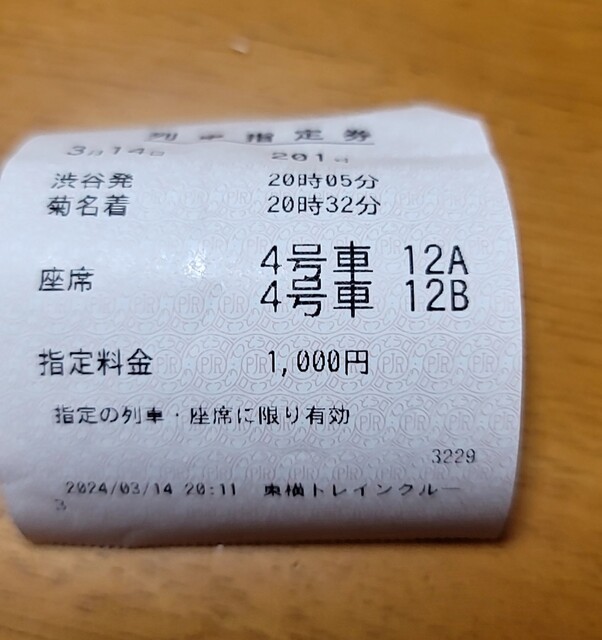 列車指定券
3月14日 201号
渋谷発 20時05分
菊名着 20時32分
座席 4号車 12A
4号車 12B
指定料金 1,000円
指定の列車・座席に限り有効
3229
2024/03/14 20:11 東横トレインクルー
3